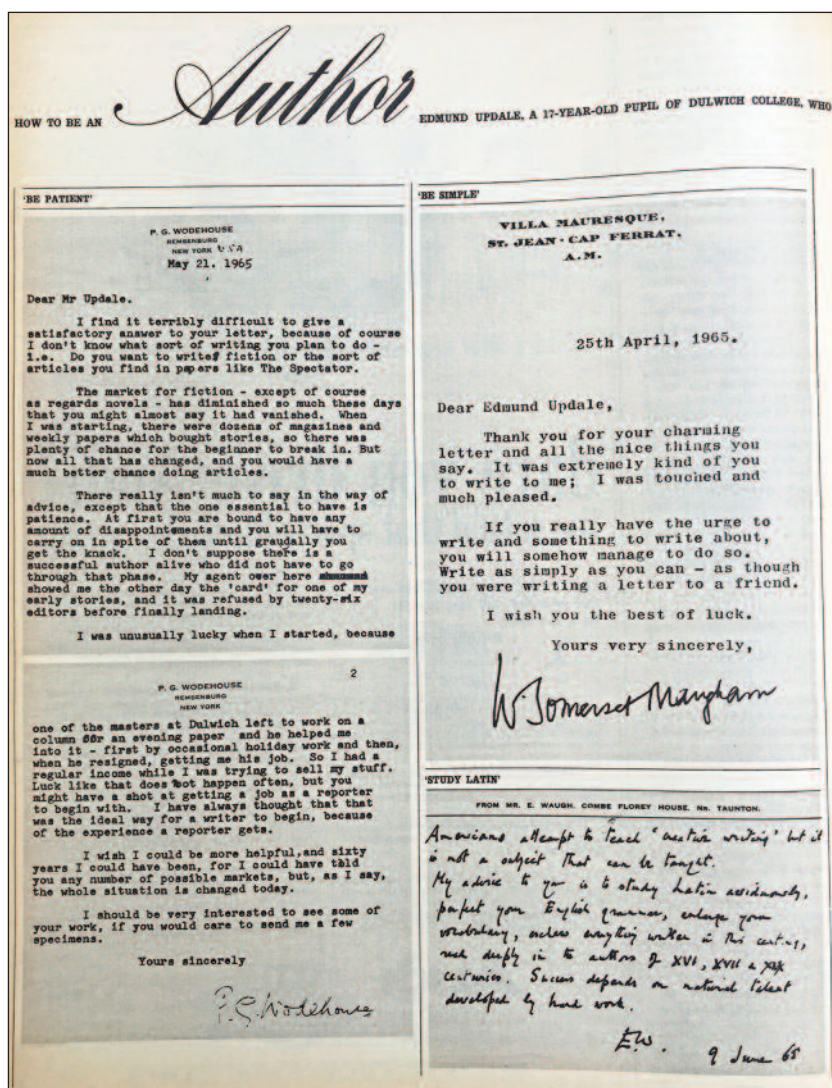 HOW TO BE AN Author EDMUND UPDALE, A 17-YEAR-OLD PUPIL OF DULWICH COLLEGE, WHO
'BE PATIENT'
P. G. WODEHOUSE
REMSENBURG
NEW YORK USA
May 21. 1965
Dear Mr Updale.
I find it terribly difficult to give a
satisfactory answer to your letter, because of course
I don't know what sort of writing you plan to do -
i.e. Do you want to write fiction or the sort of
articles you find in papers like The Spectator.
The market for fiction - except of course
as regards novels - has diminished so much these days
that you might almost say it had vanished. When
I was starting, there were dozens of magazines and
weekly papers which bought stories, so there was
plenty of chance for the beginner to break in. But
now all that has changed, and you would have a
much better chance doing articles.
There really isn't much to say in the way of
advice, except that the one essential to have is
patience. At first you are bound to have any
amount of disappointements and you will have to
carry on in spite of them until graudally you
get the knack. I don't suppose there is a
successful author alive who did not have to go
through that phase. My agent over here
showed me the other day the 'card' for one of my
early stories, and it was refused by twenty-six
editors before finally landing.
I was unusually lucky when I started, because
2
P. G. WODEHOUSE
REMSENBURG
NEW YORK
one of the masters at Dulwich left to work on a
column for an evening paper and he helped me
into it - first by occasional holiday work and then,
when he resigned, getting me his job. So I had a
regular income while I was trying to sell my stuff.
Luck like that does not happen often, but you
might have a shot at getting a job as a reporter
to begin with. I have always thought that that
was the ideal way for a writer to begin, because
of the experience a reporter gets.
I wish I could be more helpful,and sixty
years I could have been, for I could have told
you any number of possible markets, but, as I say,
the whole situation is changed today.
I should be very interested to see some of
your work, if you would care to send me a few
specimens.
Yours sincerely
P.G. Wodehouse
'BE SIMPLE'
VILLA MAURESQUE,
ST. JEAN · CAP FERRAT,
A.M.
25th April, 1965.
Dear Edmund Updale,
Thank you for your charming
letter and all the nice things you
say. It was extremely kind of you
to write to me; I was touched and
much pleased.
If you really have the urge to
write and something to write about,
you will somehow manage to do so.
Write as simply as you can - as though
you were writing a letter to a friend.
I wish you the best of luck.
Yours very sincerely,
W. Somerset Maugham
'STUDY LATIN'
FROM MR. E. WAUGH, COMBE FLOREY HOUSE, NR. TAUNTON.
Americans attempt to teach 'creative writing' but it
is not a subject that can be taught.
My advice to you is to study Latin assiduously,
perfect your English grammar, enlarge your
vocabulary, eschew everything written in this century,
read deeply in the authors of XVI, XVII & XIX
centuries. Success depends on natural talent
developed by hard work.
E.W. 9 June 65